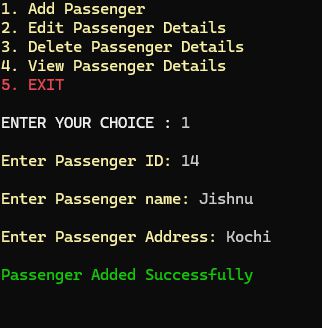 1. Add Passenger
2. Edit Passenger Details
3. Delete Passenger Details
4. View Passenger Details
5. EXIT
ENTER YOUR CHOICE : 1
Enter Passenger ID: 14
Enter Passenger name: Jishnu
Enter Passenger Address: Kochi
Passenger Added Successfully